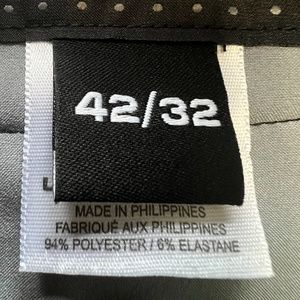 42/32
MADE IN PHILIPPINES
FABRIQUÉ AUX PHILIPPINES
94% POLYESTER / 6% ELASTANE